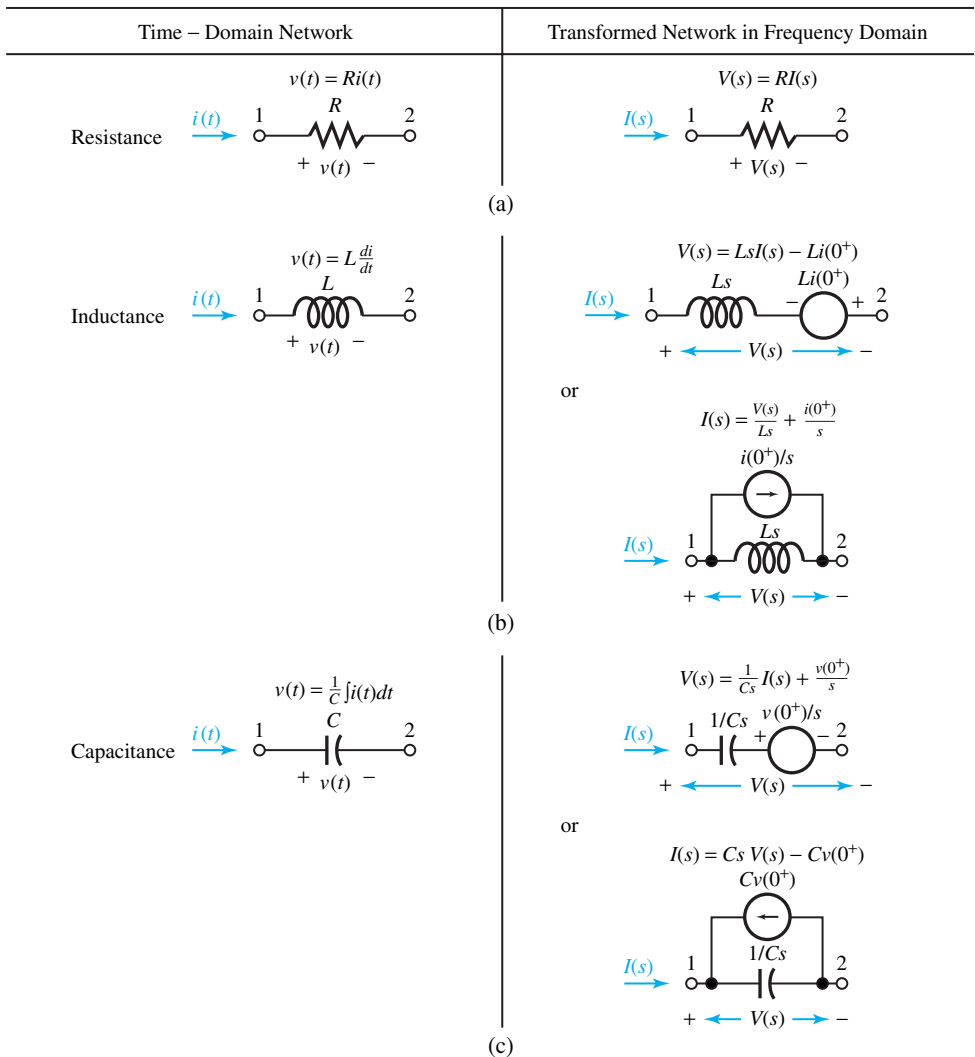 Time – Domain Network
Transformed Network in Frequency Domain
v(t) = Ri(t)
Resistance
i(t)
1
R
2
+ v(t) –
V(s) = RI(s)
I(s)
1
R
2
+ V(s) –
(a)
v(t) = L di/dt
Inductance
i(t)
1
L
2
+ v(t) –
V(s) = LsI(s) – Li(0⁺)
I(s)
1
Ls
– Li(0⁺) +
2
+ V(s) –
or
I(s) = V(s)/Ls + i(0⁺)/s
i(0⁺)/s
I(s)
1
Ls
2
+ V(s) –
(b)
v(t) = 1/C ∫i(t)dt
Capacitance
i(t)
1
C
2
+ v(t) –
V(s) = 1/Cs I(s) + v(0⁺)/s
I(s)
1
1/Cs
+ v(0⁺)/s –
2
+ V(s) –
or
I(s) = Cs V(s) – Cv(0⁺)
Cv(0⁺)
I(s)
1
1/Cs
2
+ V(s) –
(c)